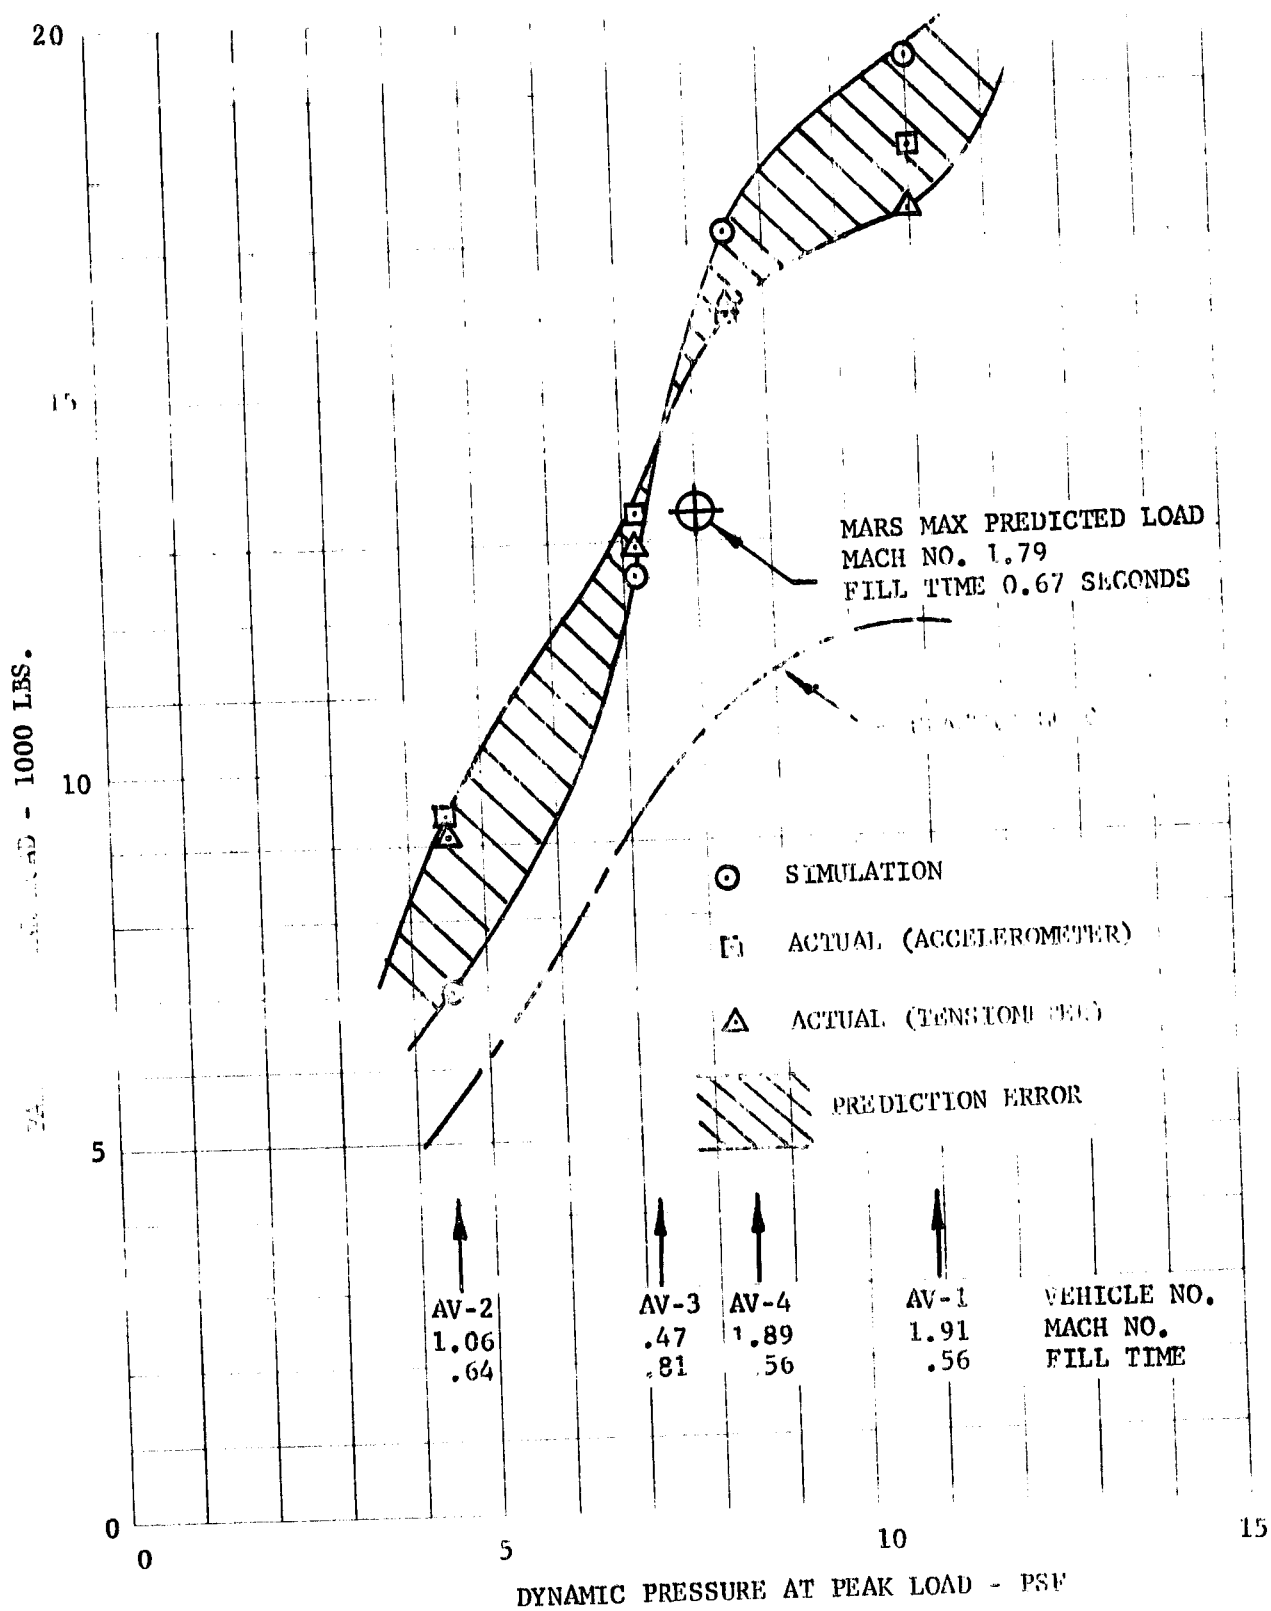 20
15
10
5
0
0
5
10
15
- 1000 LBS.
MARS MAX PREDICTED LOAD
MACH NO. 1.79
FILL TIME 0.67 SECONDS
SIMULATION
ACTUAL (ACCELEROMETER)
ACTUAL (TENSIOMETER)
PREDICTION ERROR
AV-2 AV-3 AV-4 AV-1 VEHICLE NO.
1.06 .47 1.89 1.91 MACH NO.
.64 .81 .56 .56 FILL TIME
DYNAMIC PRESSURE AT PEAK LOAD - PSF